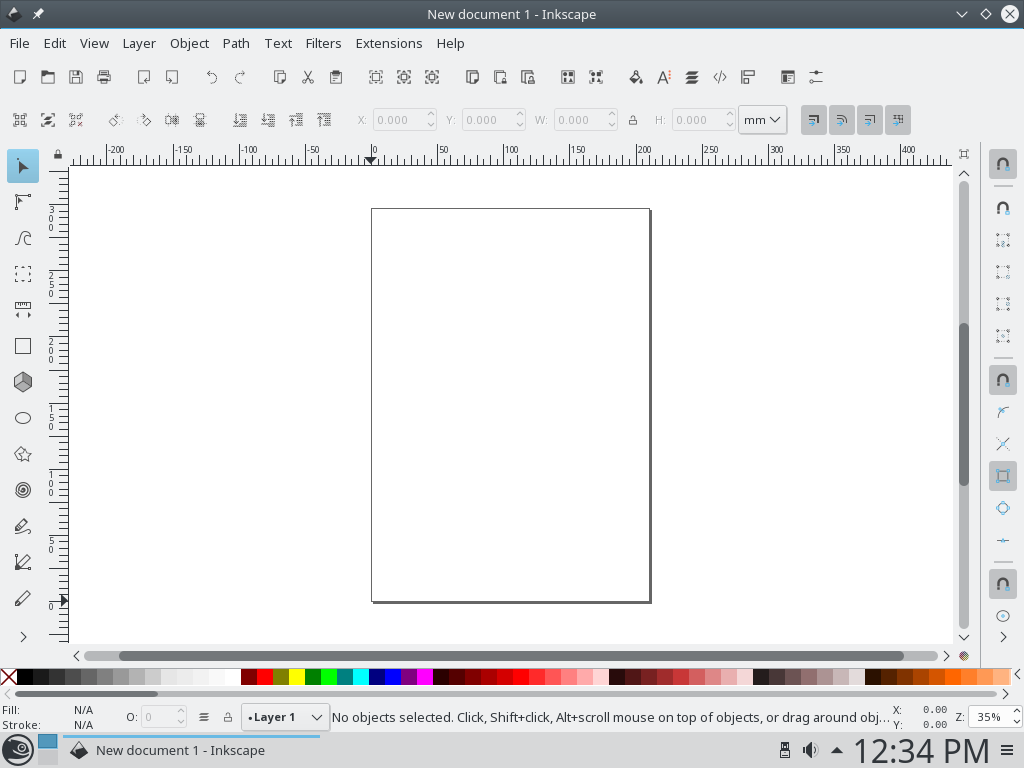 New document 1 - Inkscape
File Edit View Layer Object Path Text Filters Extensions Help
X: 0.000 Y: 0.000 W: 0.000 H: 0.000 mm
-200 -150 -100 -50 0 50 100 150 200 250 300 350 400
300
250
200
150
100
50
0
Fill: N/A O: 0 Layer 1 No objects selected. Click, Shift+click, Alt+scroll mouse on top of objects, or drag around obj... X: 0.00 Z: 35%
Stroke: N/A Y: 0.00
New document 1 - Inkscape 12:34 PM